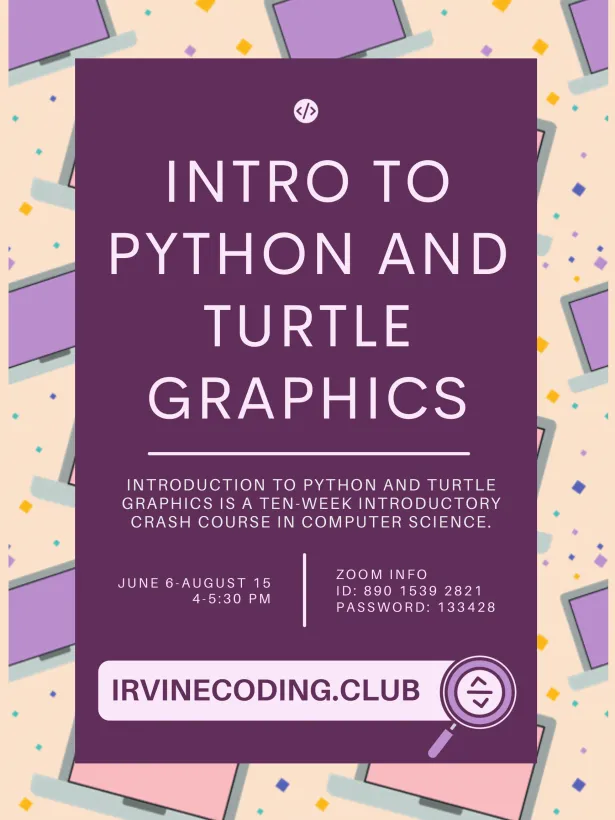 </>
INTRO TO
PYTHON AND
TURTLE
GRAPHICS
INTRODUCTION TO PYTHON AND TURTLE
GRAPHICS IS A TEN-WEEK INTRODUCTORY
CRASH COURSE IN COMPUTER SCIENCE.
JUNE 6-AUGUST 15
4-5:30 PM
ZOOM INFO
ID: 890 1539 2821
PASSWORD: 133428
IRVINECODING.CLUB